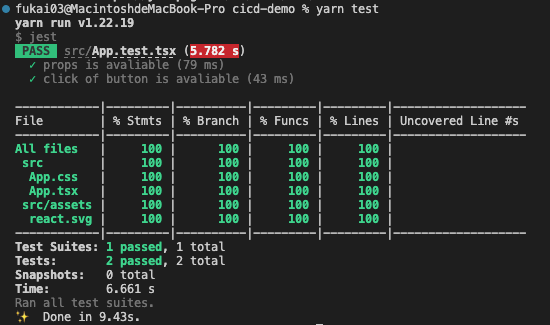 fukai03@MacintoshdeMacBook-Pro cicd-demo % yarn test
yarn run v1.22.19
$ jest
PASS src/App.test.tsx (5.782 s)
✓ props is avaliable (79 ms)
✓ click of button is avaliable (43 ms)
File | % Stmts | % Branch | % Funcs | % Lines | Uncovered Line #s
All files | 100 | 100 | 100 | 100 |
src | 100 | 100 | 100 | 100 |
App.css | 100 | 100 | 100 | 100 |
App.tsx | 100 | 100 | 100 | 100 |
src/assets | 100 | 100 | 100 | 100 |
react.svg | 100 | 100 | 100 | 100 |
Test Suites: 1 passed, 1 total
Tests: 2 passed, 2 total
Snapshots: 0 total
Time: 6.661 s
Ran all test suites.
✨ Done in 9.43s.